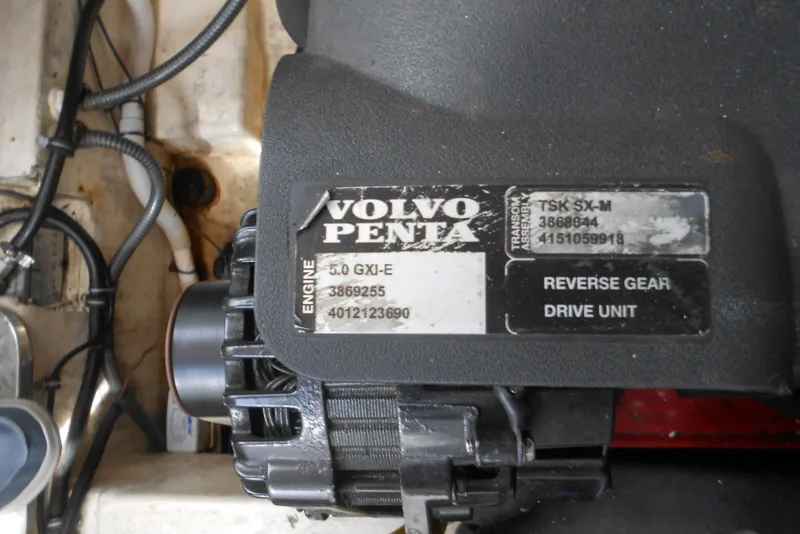 VOLVO
PENTA
ENGINE
5.0 GXI-E
3869255
4012123690
TRANSOM
ASSEMBLY
TSK SX-M
3868644
4151059918
REVERSE GEAR
DRIVE UNIT